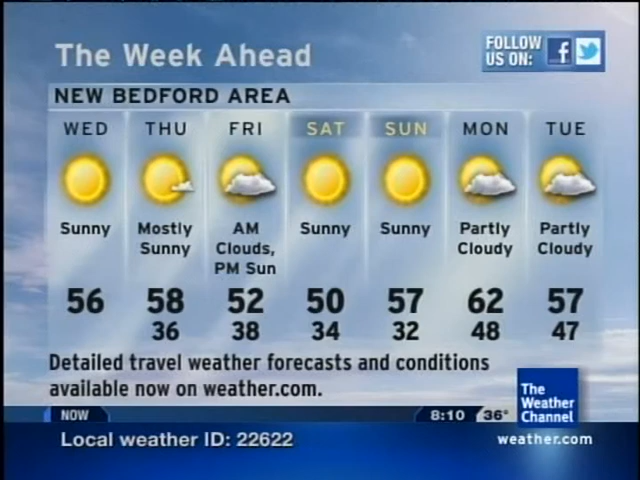 The Week Ahead
FOLLOW
US ON:
NEW BEDFORD AREA
WED THU FRI SAT SUN MON TUE
Sunny Mostly Sunny AM Clouds, PM Sun Sunny Sunny Partly Cloudy Partly Cloudy
56 58 52 50 57 62 57
36 38 34 32 48 47
Detailed travel weather forecasts and conditions
available now on weather.com.
The
Weather
Channel
NOW 8:10 36°
Local weather ID: 22622 weather.com